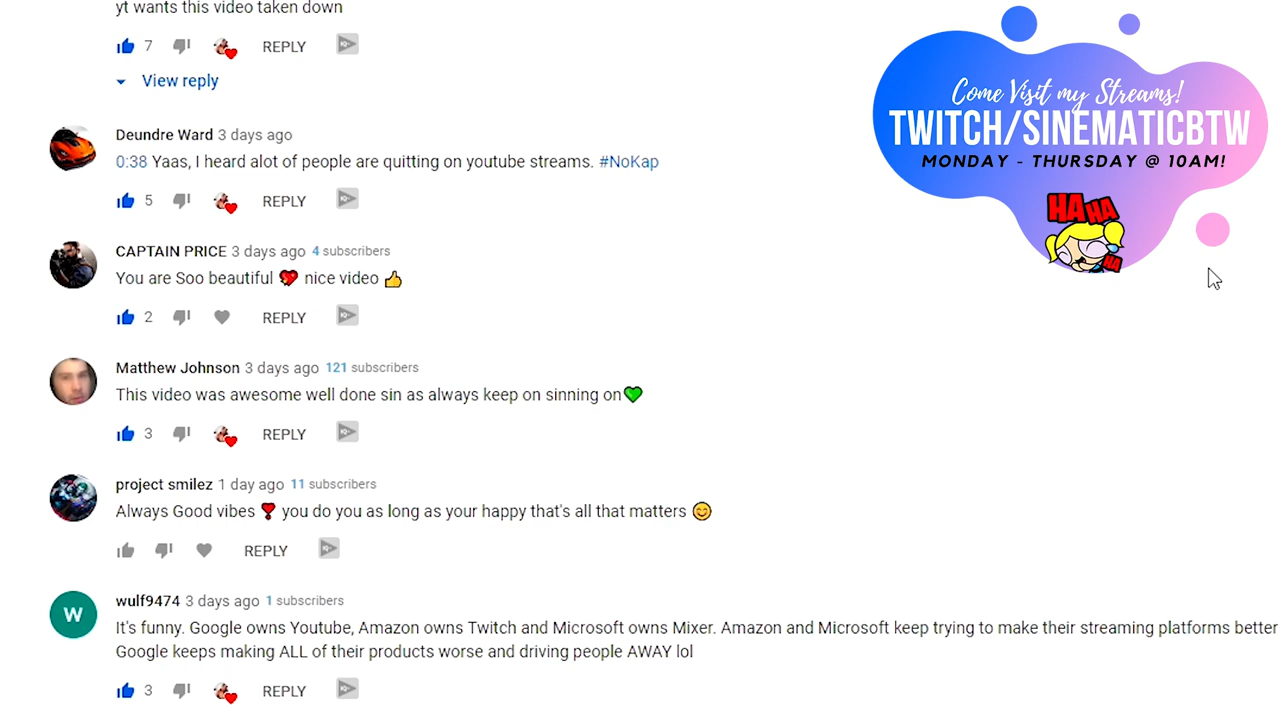 yt wants this video taken down
7 REPLY
View reply
Come Visit my Streams!
TWITCH/SINEMATICBTW
MONDAY - THURSDAY @ 10AM!
HA HA
HA
Deundre Ward 3 days ago
0:38 Yaas, I heard alot of people are quitting on youtube streams. #NoKap
5 REPLY
CAPTAIN PRICE 3 days ago 4 subscribers
You are Soo beautiful 💖 nice video 👍
2 REPLY
Matthew Johnson 3 days ago 121 subscribers
This video was awesome well done sin as always keep on sinning on💚
3 REPLY
project smilez 1 day ago 11 subscribers
Always Good vibes ❣ you do you as long as your happy that's all that matters 😊
REPLY
W
wulf9474 3 days ago 1 subscribers
It's funny. Google owns Youtube, Amazon owns Twitch and Microsoft owns Mixer. Amazon and Microsoft keep trying to make their streaming platforms better
Google keeps making ALL of their products worse and driving people AWAY lol
3 REPLY